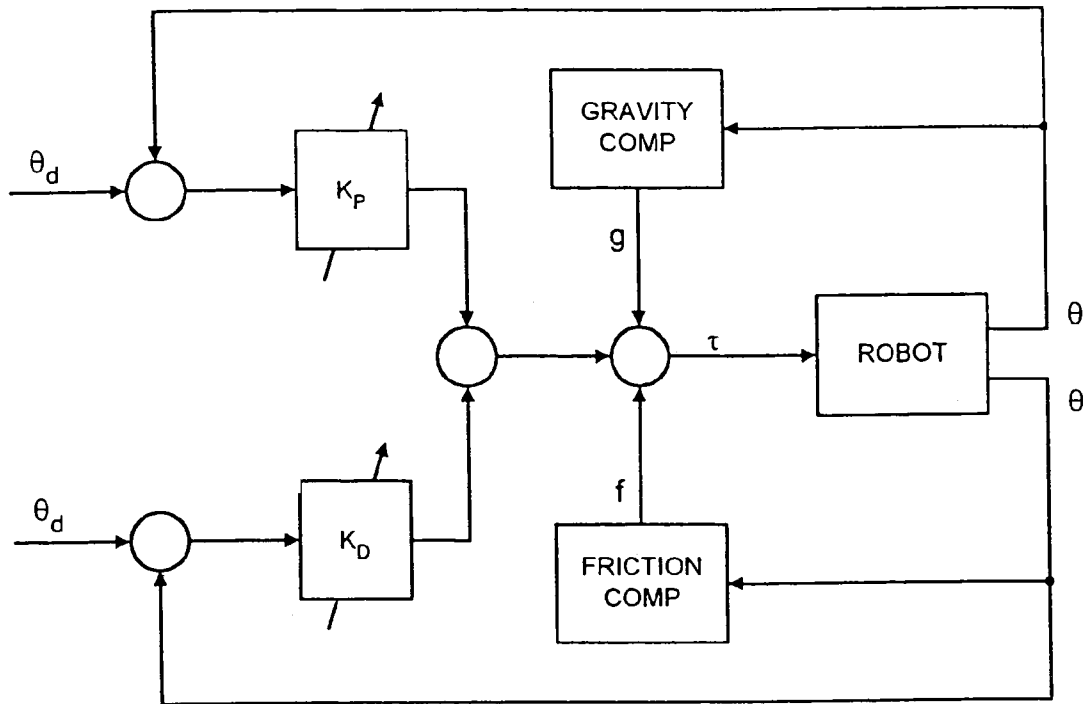 GRAVITY
COMP
θd
KP
g
τ
θ
ROBOT
θ
f
θd
KD
FRICTION
COMP